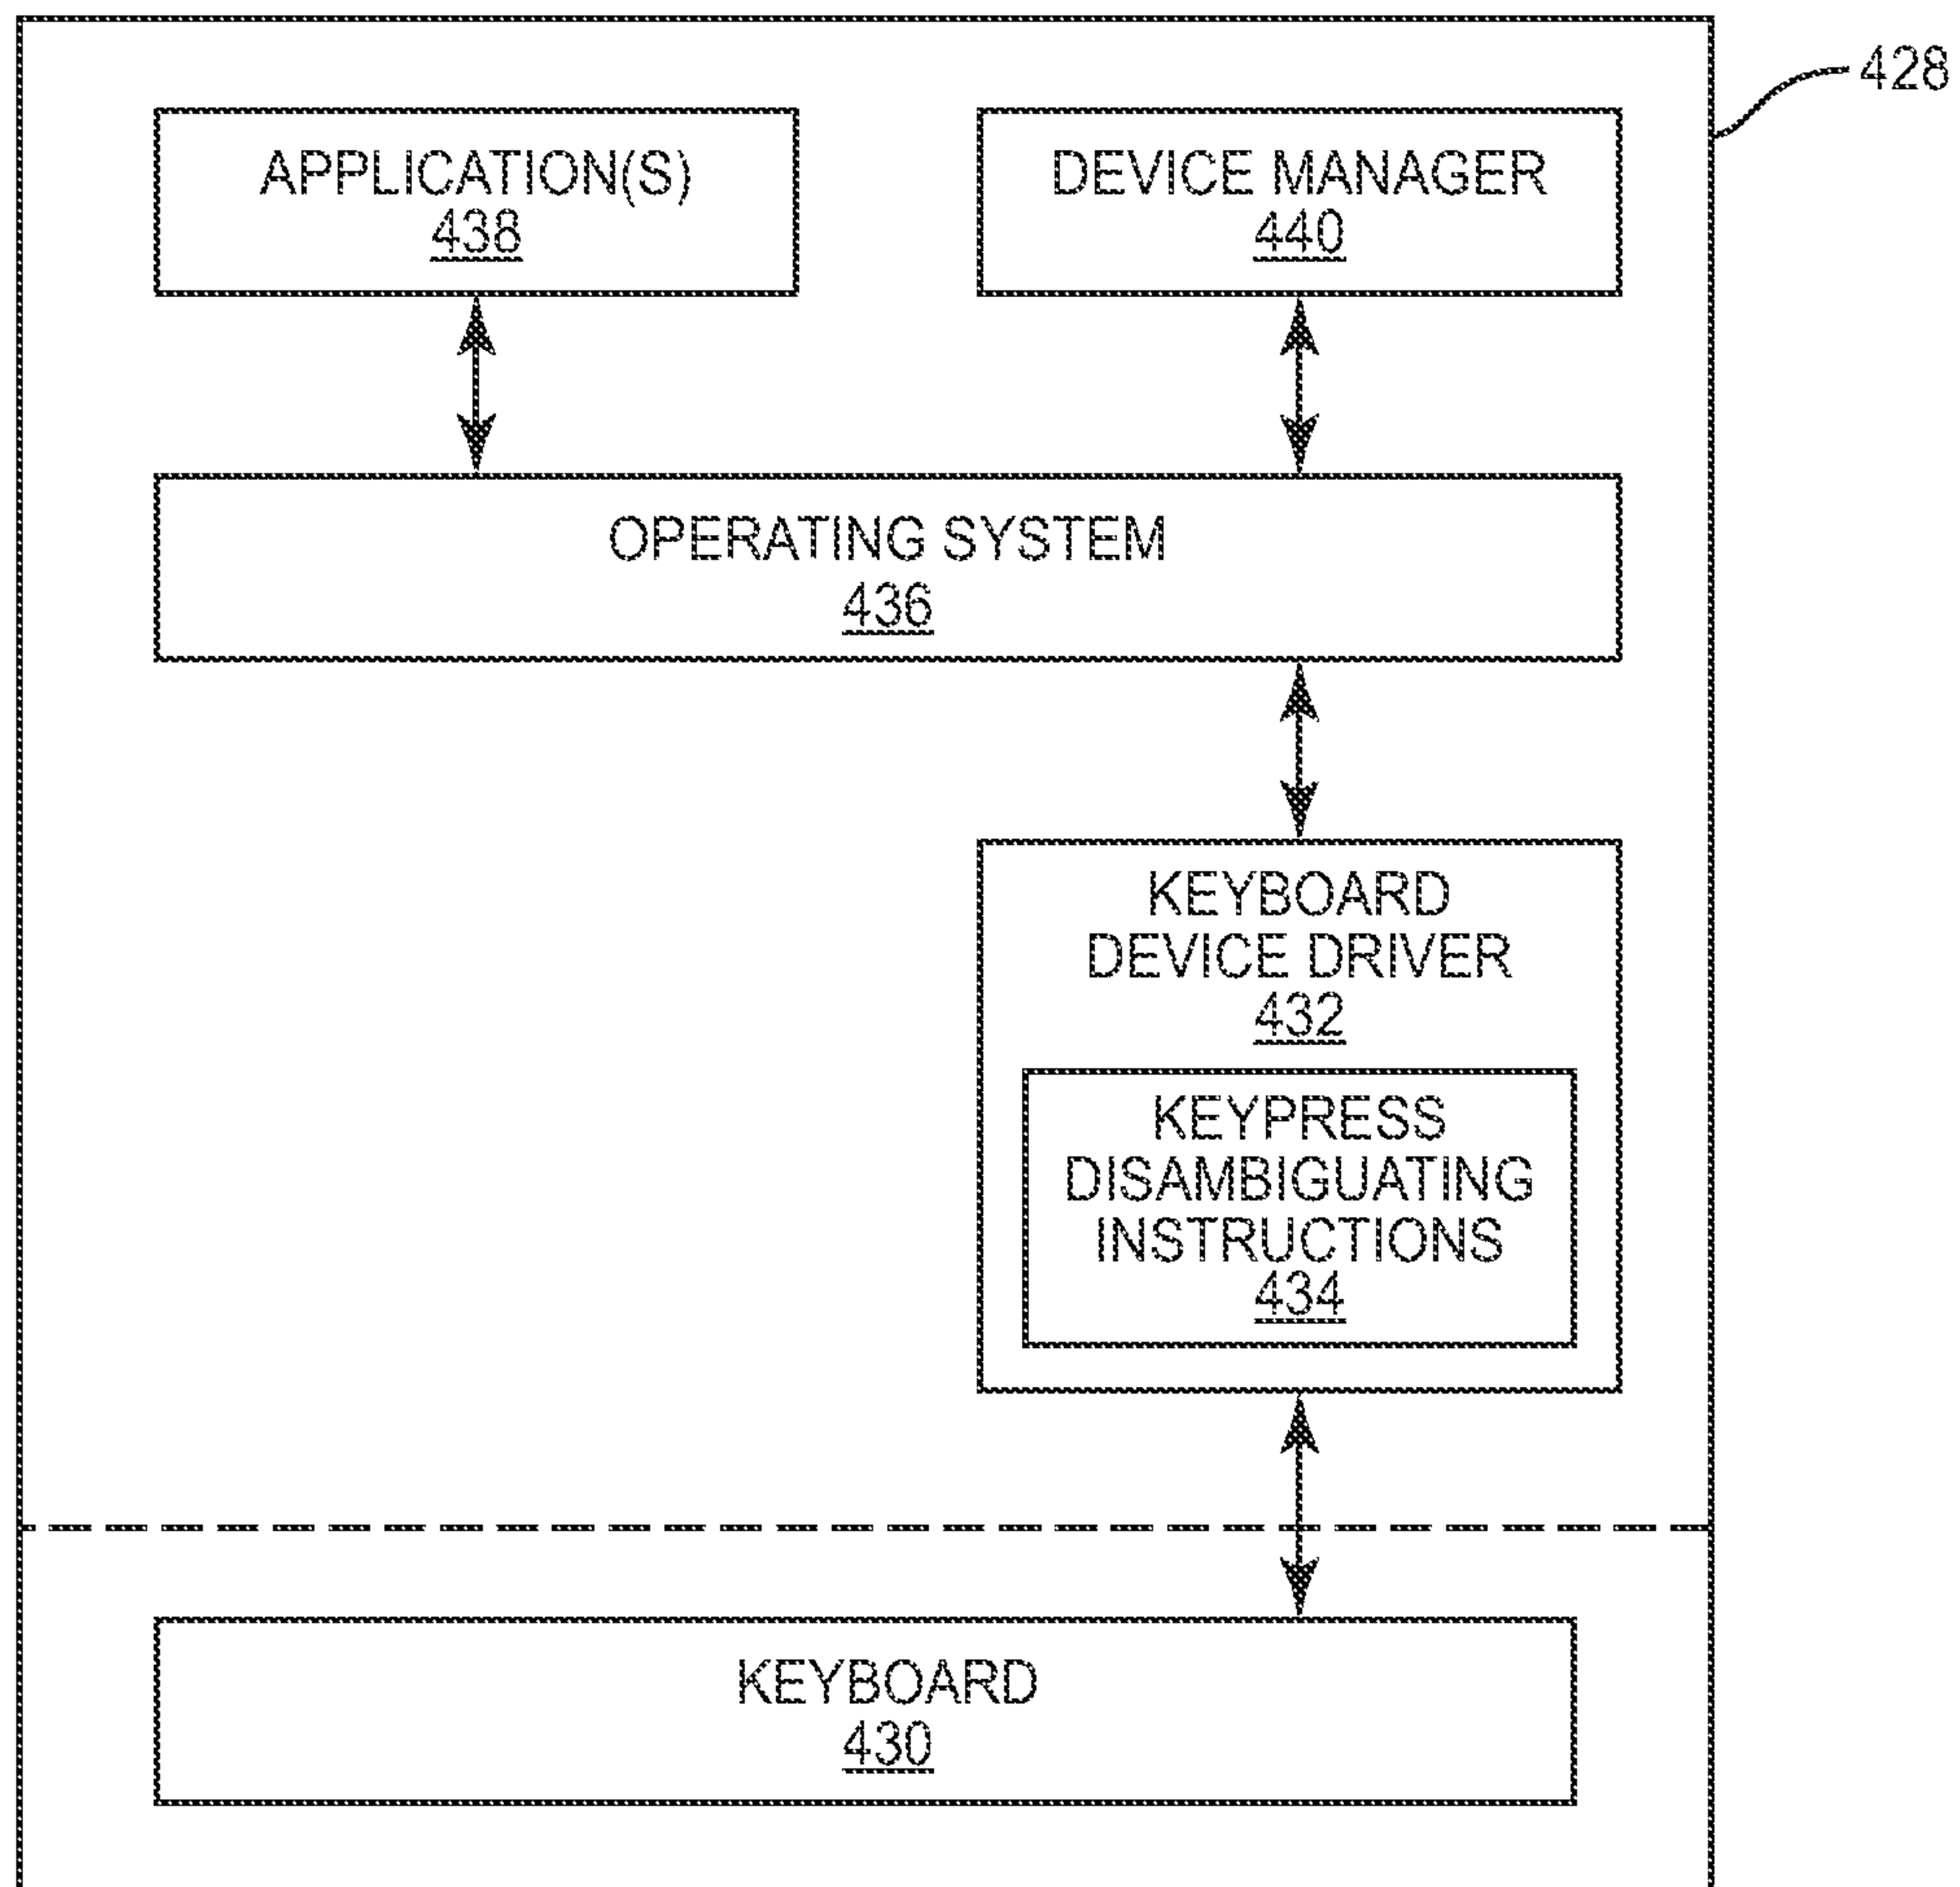 428
APPLICATION(S)
438
DEVICE MANAGER
440
OPERATING SYSTEM
436
KEYBOARD
DEVICE DRIVER
432
KEYPRESS
DISAMBIGUATING
INSTRUCTIONS
434
KEYBOARD
430